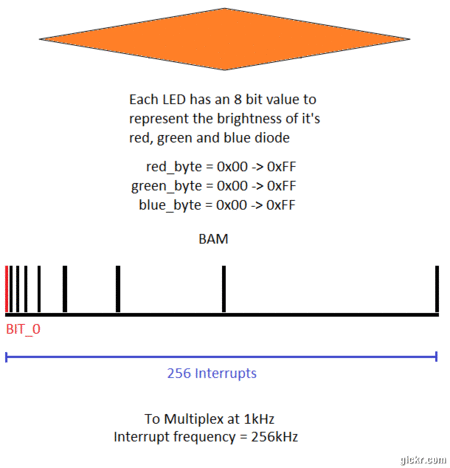 Each LED has an 8 bit value to
represent the brightness of it's
red, green and blue diode
red_byte = 0x00 -> 0xFF
green_byte = 0x00 -> 0xFF
blue_byte = 0x00 -> 0xFF
BAM
BIT_0
256 Interrupts
To Multiplex at 1kHz
Interrupt frequency = 256kHz
gickr.com